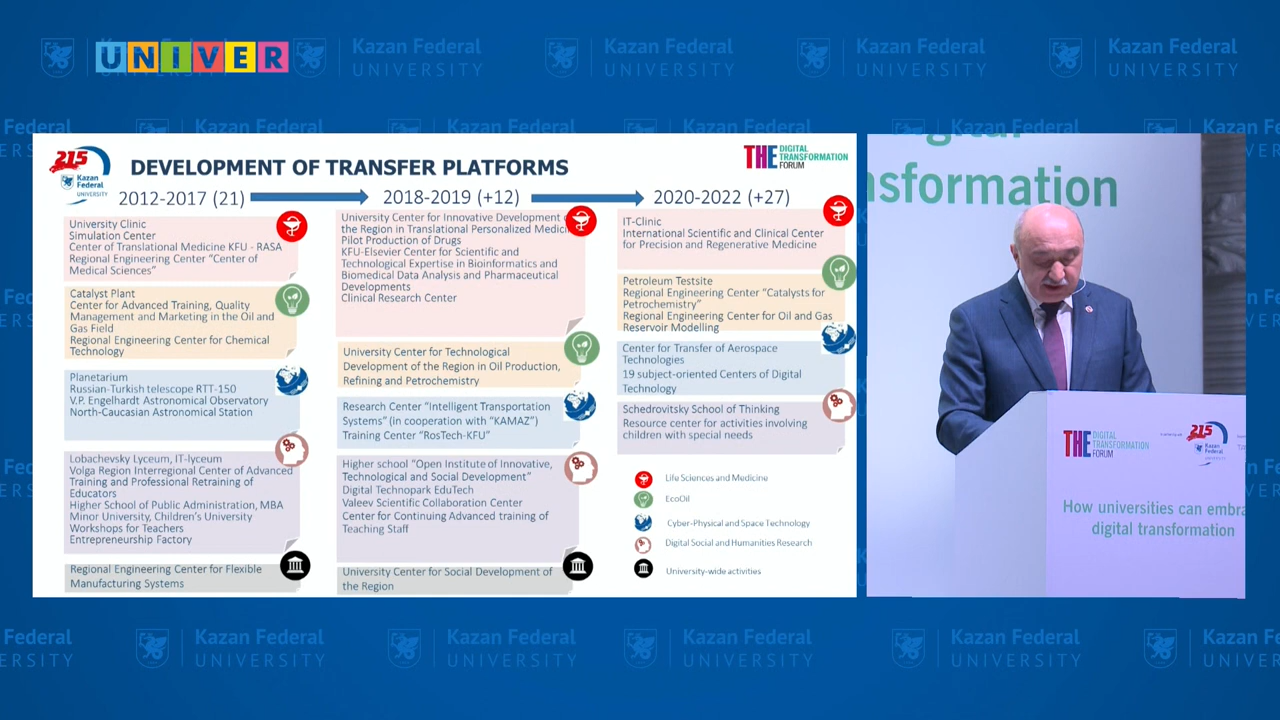 UNIVER
Kazan Federal
UNIVERSITY
215
Kazan
Federal
UNIVERSITY
DEVELOPMENT OF TRANSFER PLATFORMS
THE DIGITAL
TRANSFORMATION
FORUM
2012-2017 (21)
2018-2019 (+12)
2020-2022 (+27)
University Clinic
Simulation Center
Center of Translational Medicine KFU - RASA
Regional Engineering Center “Center of
Medical Sciences”
Catalyst Plant
Center for Advanced Training, Quality
Management and Marketing in the Oil and
Gas Field
Regional Engineering Center for Chemical
Technology
Planetarium
Russian-Turkish telescope RTT-150
V.P. Engelhardt Astronomical Observatory
North-Caucasian Astronomical Station
Lobachevsky Lyceum, IT-lyceum
Volga Region Interregional Center of Advanced
Training and Professional Retraining of
Educators
Higher School of Public Administration, MBA
Minor University, Children’s University
Workshops for Teachers
Entrepreneurship Factory
Regional Engineering Center for Flexible
Manufacturing Systems
University Center for Innovative Development
the Region in Translational Personalized
Pilot Production of Drugs
KFU-Elsevier Center for Scientific and
Technological Expertise in Bioinformatics and
Biomedical Data Analysis and Pharmaceutical
Developments
Clinical Research Center
University Center for Technological
Development of the Region in Oil Production,
Refining and Petrochemistry
Research Center “Intelligent Transportation
Systems” (in cooperation with “KAMAZ”)
Training Center “RosTech-KFU”
Higher school “Open Institute of Innovative,
Technological and Social Development”
Digital Technopark EduTech
Valeev Scientific Collaboration Center
Center for Continuing Advanced training of
Teaching Staff
University Center for Social Development of
the Region
IT-Clinic
International Scientific and Clinical Center
for Precision and Regenerative Medicine
Petroleum Testsite
Regional Engineering Center “Catalysts for
Petrochemistry”
Regional Engineering Center for Oil and Gas
Reservoir Modelling
Center for Transfer of Aerospace
Technologies
19 subject-oriented Centers of Digital
Technology
Schedrovitsky School of Thinking
Resource center for activities involving
children with special needs
Life Sciences and Medicine
EcoOil
Cyber-Physical and Space Technology
Digital Social and Humanities Research
University-wide activities
nsformation
THE DIGITAL
TRANSFORMATION
FORUM
215
Kazan
Federal
UNIVERSITY
How universities can embra
digital transformation